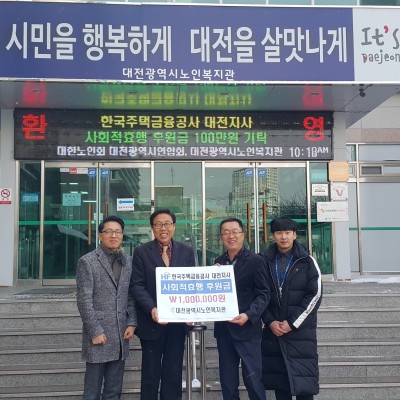 시민을 행복하게 대전을 살맛나게
대전광역시노인복지관
It's
Daejeon
환
영
한국주택금융공사 대전지사
사회적효행 후원금 100만원 기탁
대한노인회 대전광역시연합회, 대전광역시노인복지관 10:18AM
HF 한국주택금융공사 대전지사
사회적효행 후원금
₩1,000,000원
대전광역시노인복지관